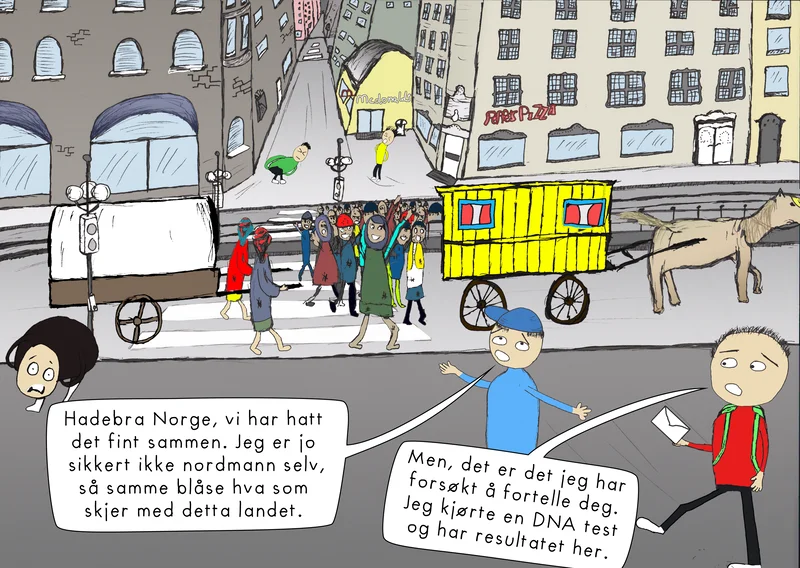 Mcdonalds
PePPes PiZZa
Hadebra Norge, vi har hatt
det fint sammen. Jeg er jo
sikkert ikke nordmann selv,
så samme blåse hva som
skjer med detta landet.
Men, det er det jeg har
forsøkt å fortelle deg.
Jeg kjørte en DNA test
og har resultatet her.